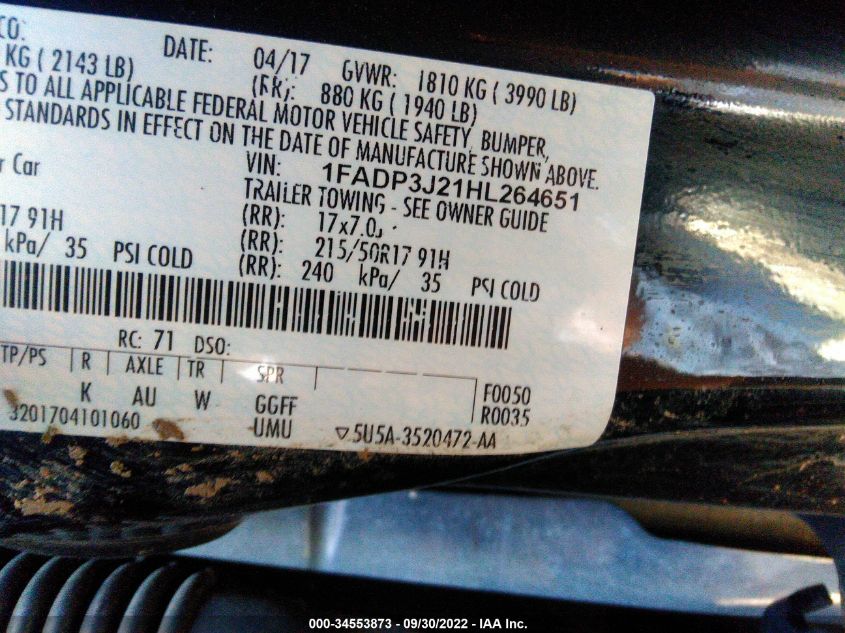 CO:
DATE: 04/17 GVWR: 1810 KG ( 3990 LB)
KG ( 2143 LB) (FR): 880 KG ( 1940 LB)
S TO ALL APPLICABLE FEDERAL MOTOR VEHICLE SAFETY, BUMPER,
STANDARDS IN EFFECT ON THE DATE OF MANUFACTURE SHOWN ABOVE.
r Car VIN: 1FADP3J21HL264651
TRAILER TOWING - SEE OWNER GUIDE
(RR): 17x7.0J
17 91H (RR): 215/50R17 91H
kPa/ 35 PSI COLD (RR): 240 kPa/ 35 PSI COLD
RC: 71 DSO:
TP/PS R AXLE TR SPR
K AU W GGFF F0050
UMU R0035
3201704101060 5U5A-3520472-AA
000-34553873 - 09/30/2022 - IAA Inc.